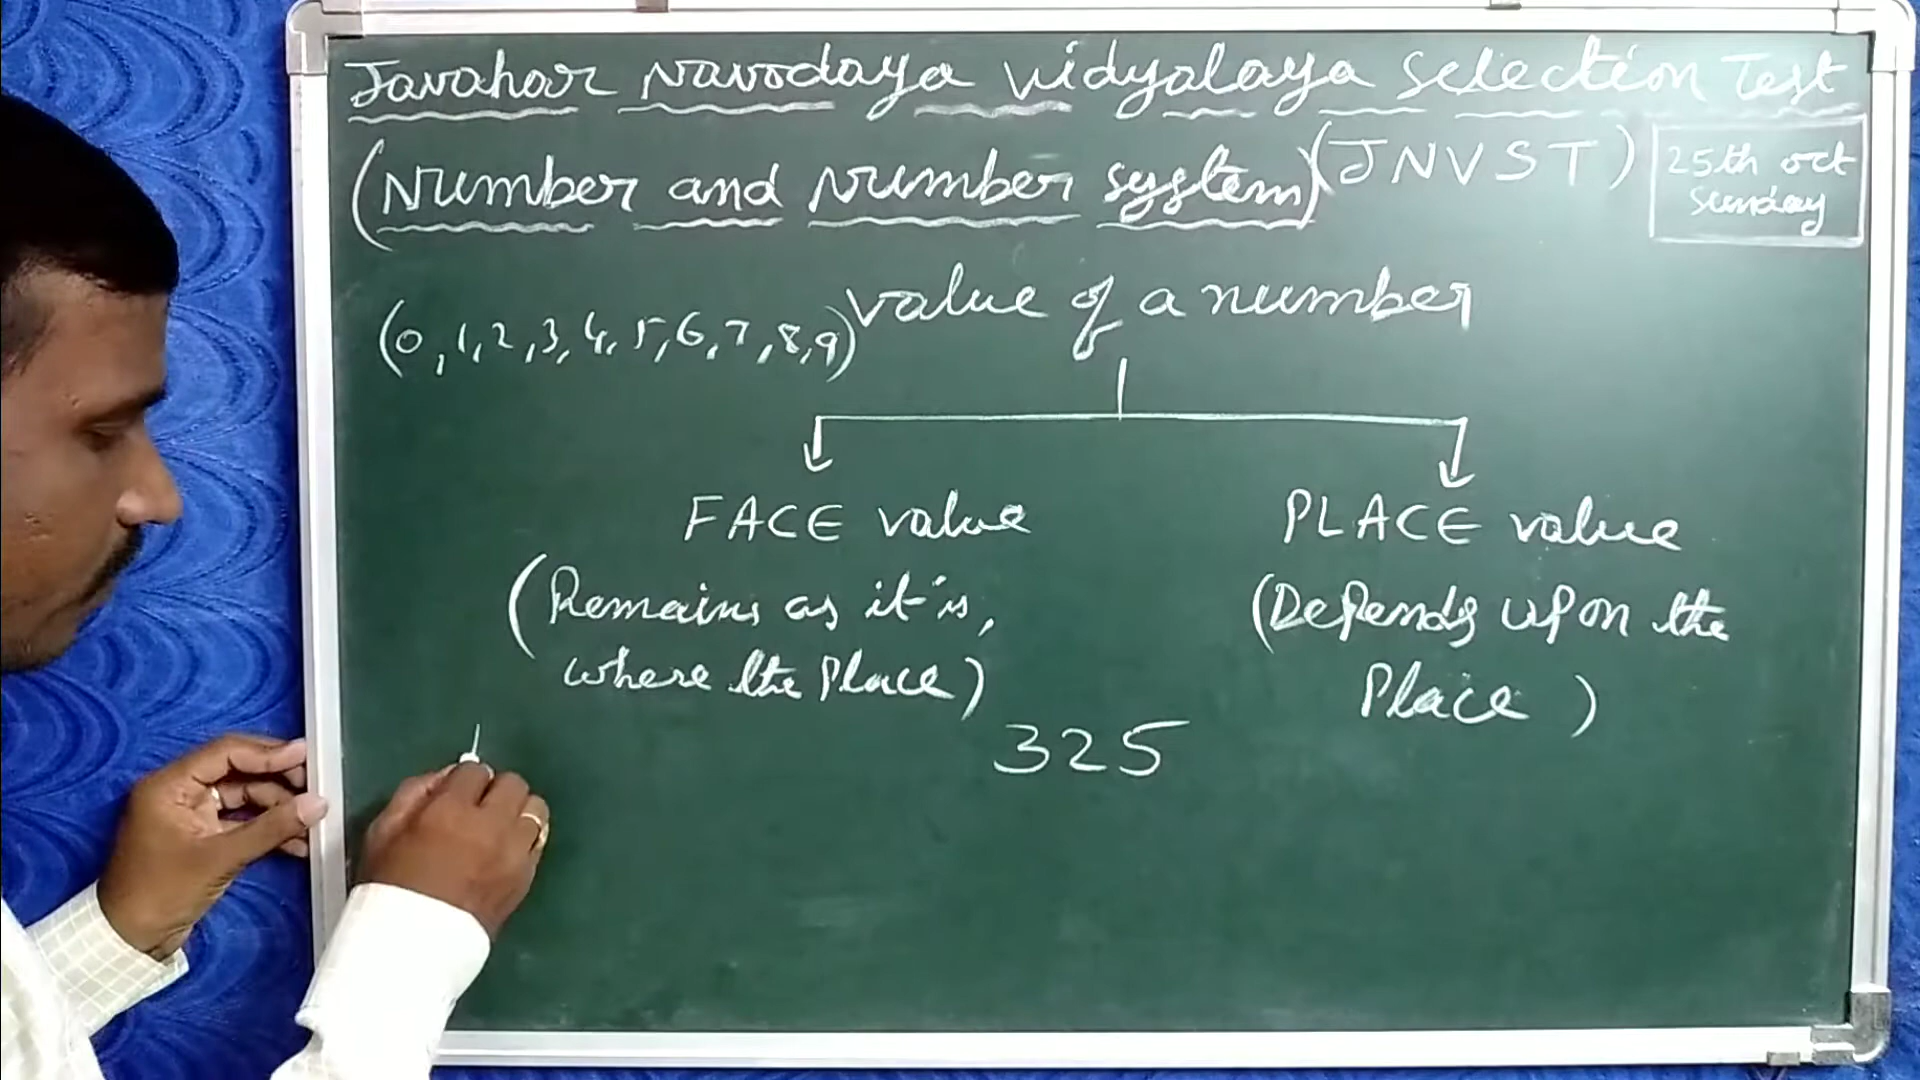 Javahar Navodaya vidyalaya selection Test
(Number and Number system) (JNVST)
25th oct
sunday
(0,1,2,3,4,5,6,7,8,9)
value of a number
FACE value
(Remains as it is,
where the Place)
PLACE value
(Depends upon the
Place)
325